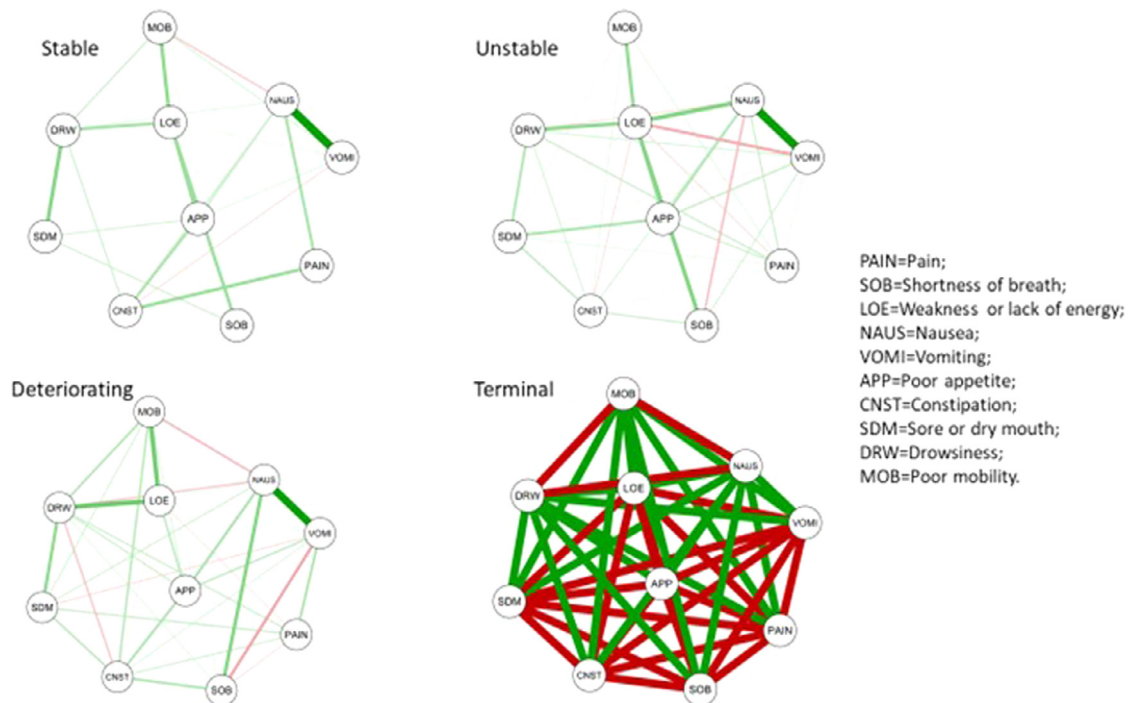 Stable
MOB
NAUS
LOE
DRW
VOMI
APP
SDM
PAIN
CNST
SOB
Unstable
MOB
NAUS
LOE
DRW
VOMI
APP
SDM
PAIN
CNST
SOB
Deteriorating
MOB
NAUS
LOE
DRW
VOMI
APP
SDM
PAIN
CNST
SOB
Terminal
MOB
NAUS
LOE
DRW
VOMI
APP
SDM
PAIN
CNST
SOB
PAIN=Pain;
SOB=Shortness of breath;
LOE=Weakness or lack of energy;
NAUS=Nausea;
VOMI=Vomiting;
APP=Poor appetite;
CNST=Constipation;
SDM=Sore or dry mouth;
DRW=Drowsiness;
MOB=Poor mobility.